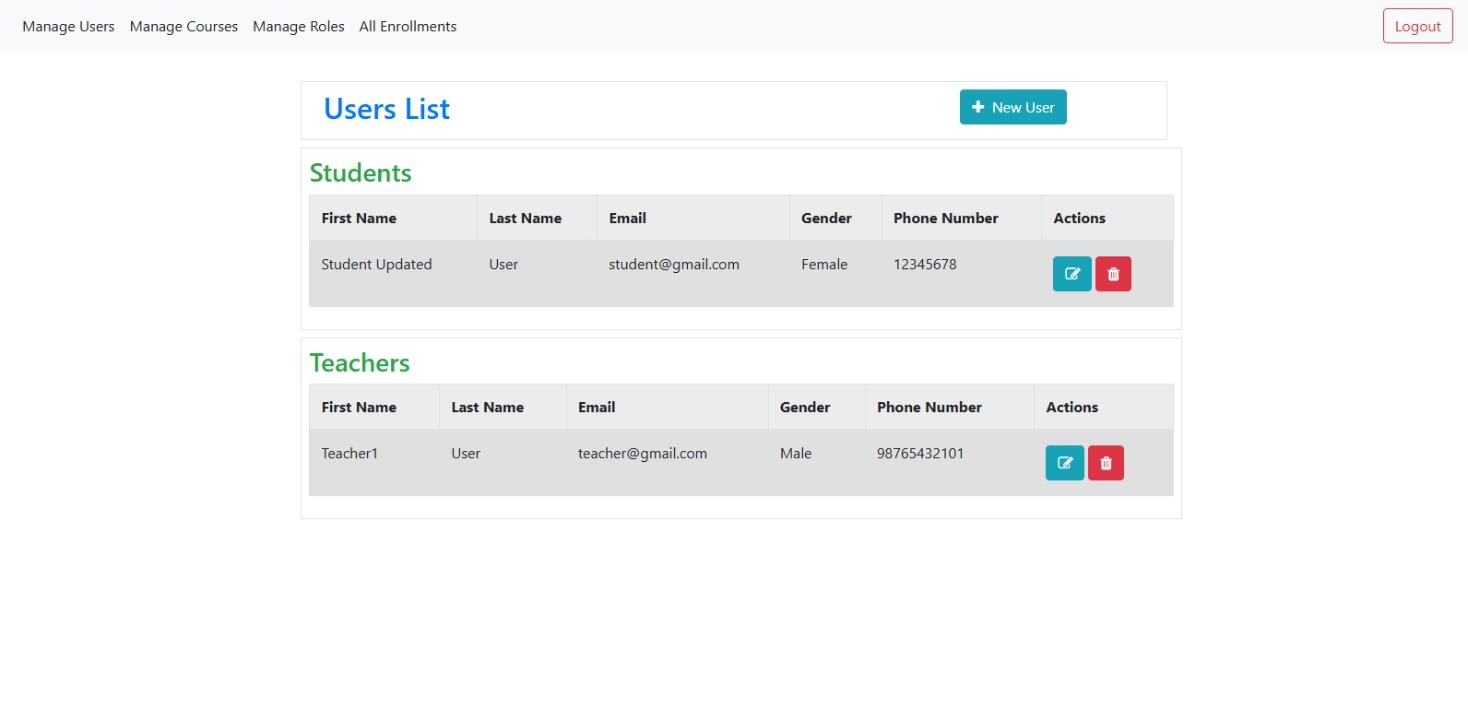 Manage Users Manage Courses Manage Roles All Enrollments Logout
Users List New User
Students
First Name Last Name Email Gender Phone Number Actions
Student Updated User student@gmail.com Female 12345678
Teachers
First Name Last Name Email Gender Phone Number Actions
Teacher1 User teacher@gmail.com Male 98765432101